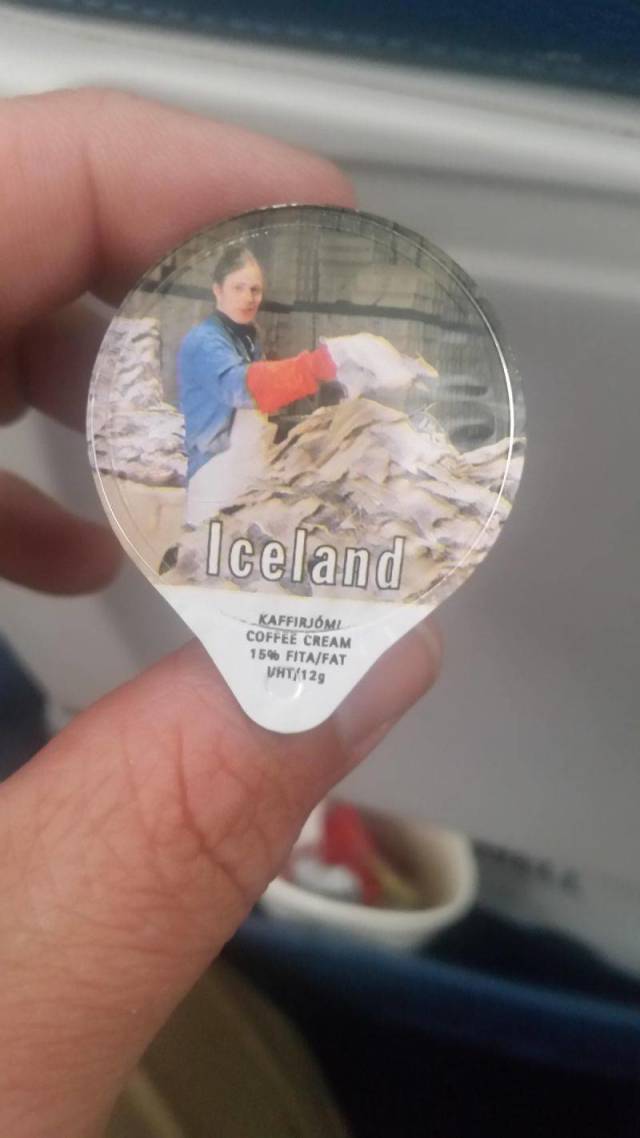 Iceland
KAFFIRJÓMI
COFFEE CREAM
15% FITA/FAT
UHT/12g